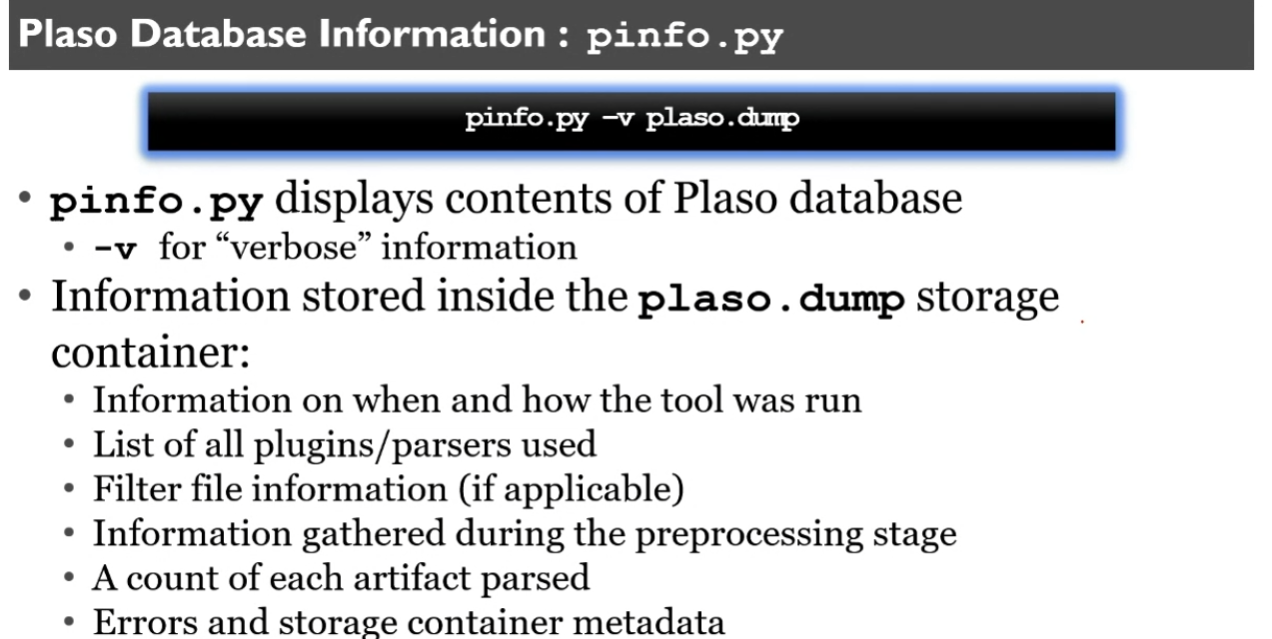 Plaso Database Information : pinfo.py
pinfo.py –v plaso.dump
• pinfo.py displays contents of Plaso database
• -v for “verbose” information
• Information stored inside the plaso.dump storage
container:
• Information on when and how the tool was run
• List of all plugins/parsers used
• Filter file information (if applicable)
• Information gathered during the preprocessing stage
• A count of each artifact parsed
• Errors and storage container metadata